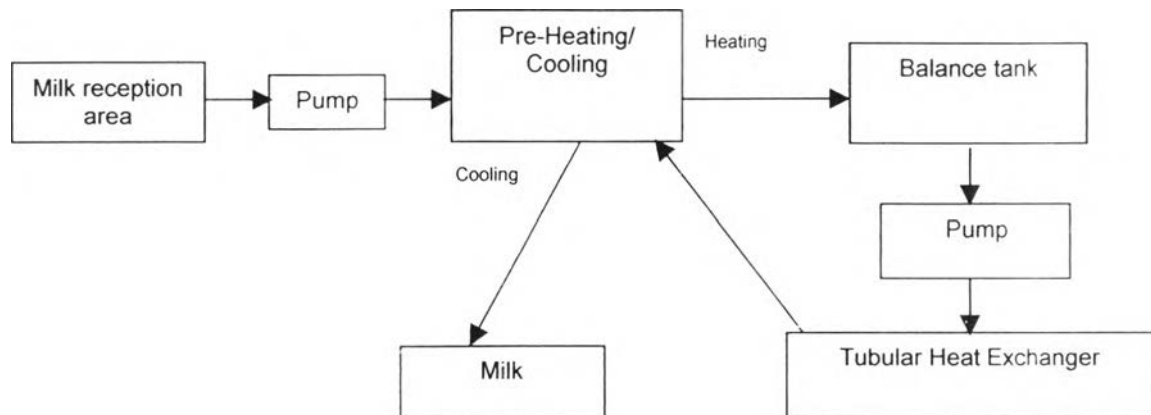 Pre-Heating/
Cooling
Heating
Balance tank
Milk reception
area
Pump
Cooling
Pump
Milk
Tubular Heat Exchanger